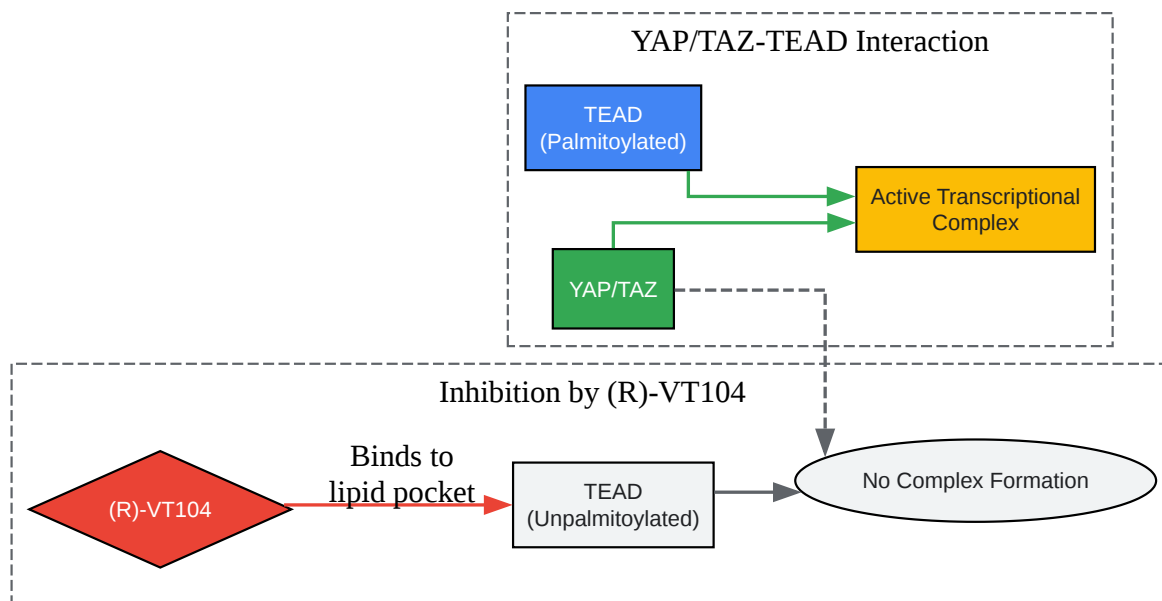 YAP/TAZ-TEAD Interaction
TEAD
(Palmitoylated)
Active Transcriptional
Complex
YAP/TAZ
Inhibition by (R)-VT104
(R)-VT104
Binds to
lipid pocket
TEAD
(Unpalmitoylated)
No Complex Formation